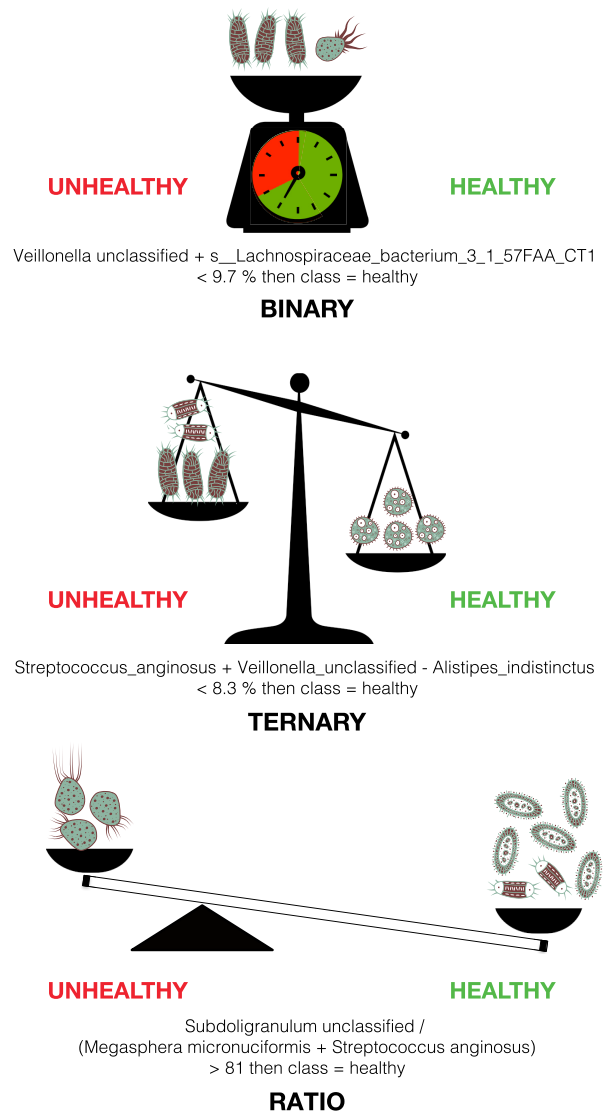 UNHEALTHY HEALTHY
Veillonella unclassified + s__Lachnospiraceae_bacterium_3_1_57FAA_CT1
< 9.7 % then class = healthy
BINARY
UNHEALTHY HEALTHY
Streptococcus_anginosus + Veillonella_unclassified - Alistipes_indistinctus
< 8.3 % then class = healthy
TERNARY
UNHEALTHY HEALTHY
Subdoligranulum unclassified /
(Megasphera micronuciformis + Streptococcus anginosus)
> 81 then class = healthy
RATIO